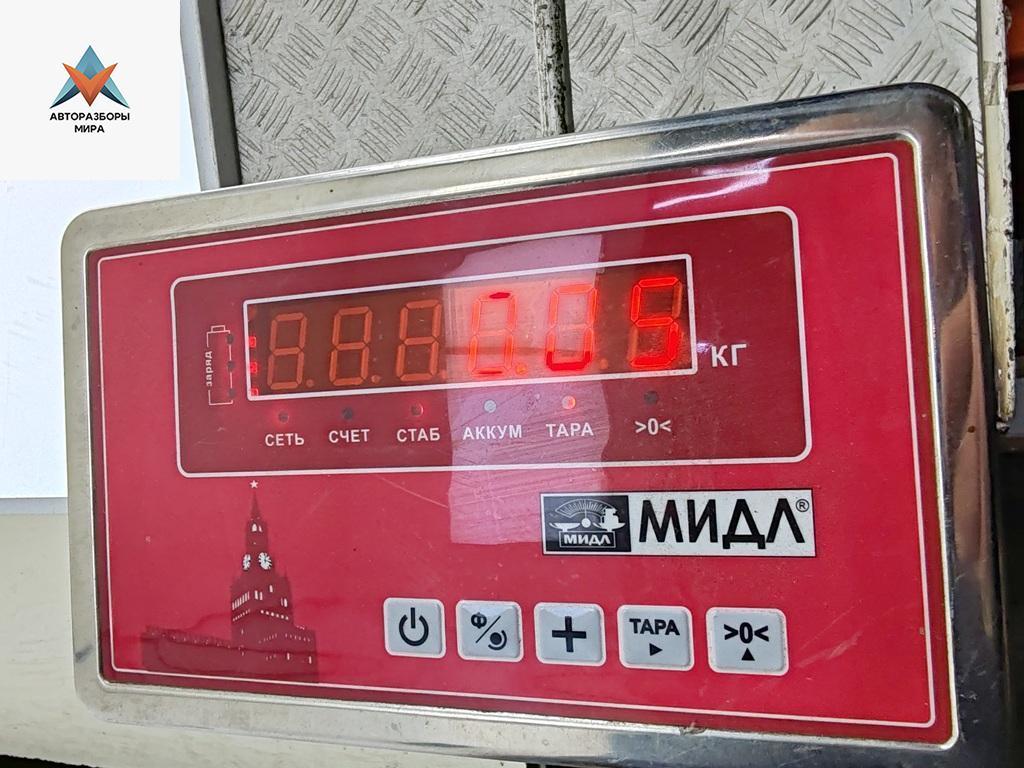 АВТОРАЗБОРЫ
МИРА
заряд
0.05
КГ
СЕТЬ СЧЕТ СТАБ АККУМ ТАРА >0<
МИДЛ
МИДЛ®
Ф/
+
ТАРА
>0<